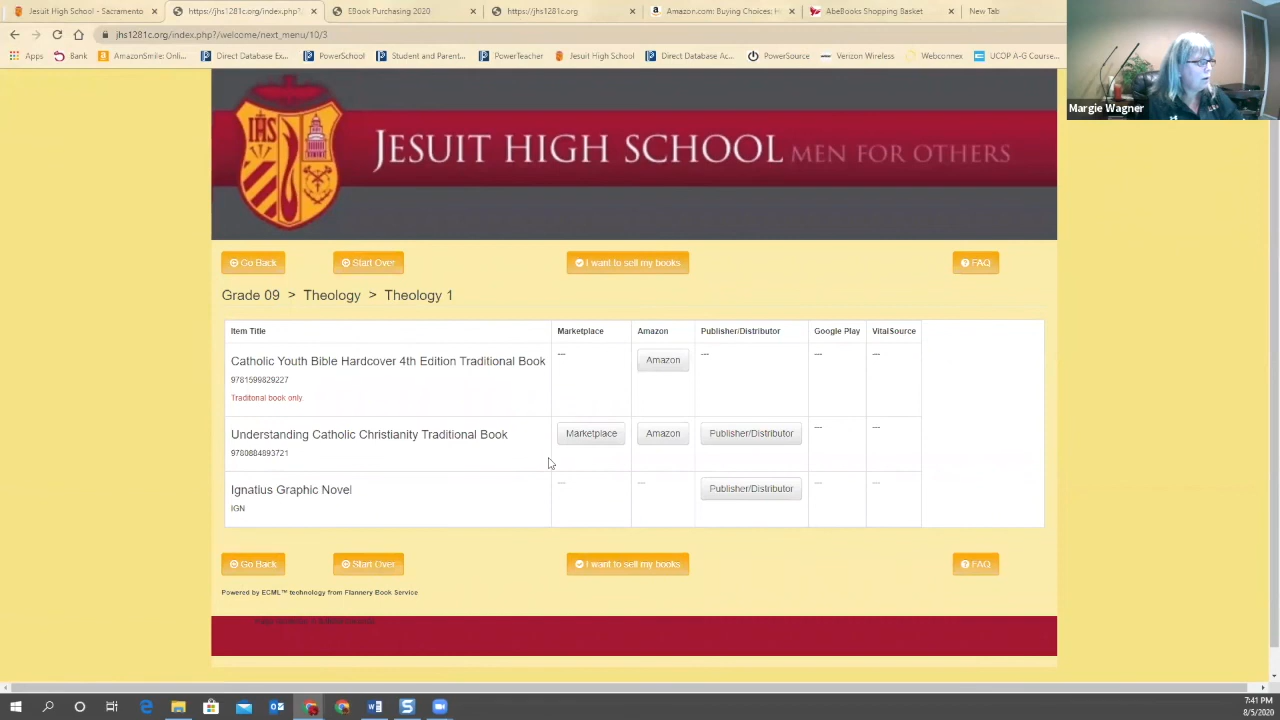 Jesuit High School - Sacramento
https://jhs1281c.org/index.php?
EBook Purchasing 2020
https://jhs1281c.org
Amazon.com: Buying Choices: H
AbeBooks Shopping Basket
New Tab
jhs1281c.org/index.php?/welcome/next_menu/10/3
Apps
Bank
AmazonSmile: Onli...
Direct Database Ex...
PowerSchool
Student and Parent...
PowerTeacher
Jesuit High School
Direct Database Ac...
PowerSource
Verizon Wireless
Webconnex
UCOP A-G Course...
Margie Wagner
IHS
JESUIT HIGH SCHOOL MEN FOR OTHERS
Go Back
Start Over
I want to sell my books
FAQ
Grade 09 > Theology > Theology 1
Item Title Marketplace Amazon Publisher/Distributor Google Play VitalSource
Catholic Youth Bible Hardcover 4th Edition Traditional Book --- Amazon --- --- ---
9781599829227
Traditional book only.
Understanding Catholic Christianity Traditional Book Marketplace Amazon Publisher/Distributor --- ---
9780884893721
Ignatius Graphic Novel --- --- Publisher/Distributor --- ---
IGN
Go Back
Start Over
I want to sell my books
FAQ
Powered by ECML™ technology from Flannery Book Service
7:41 PM
8/5/2020